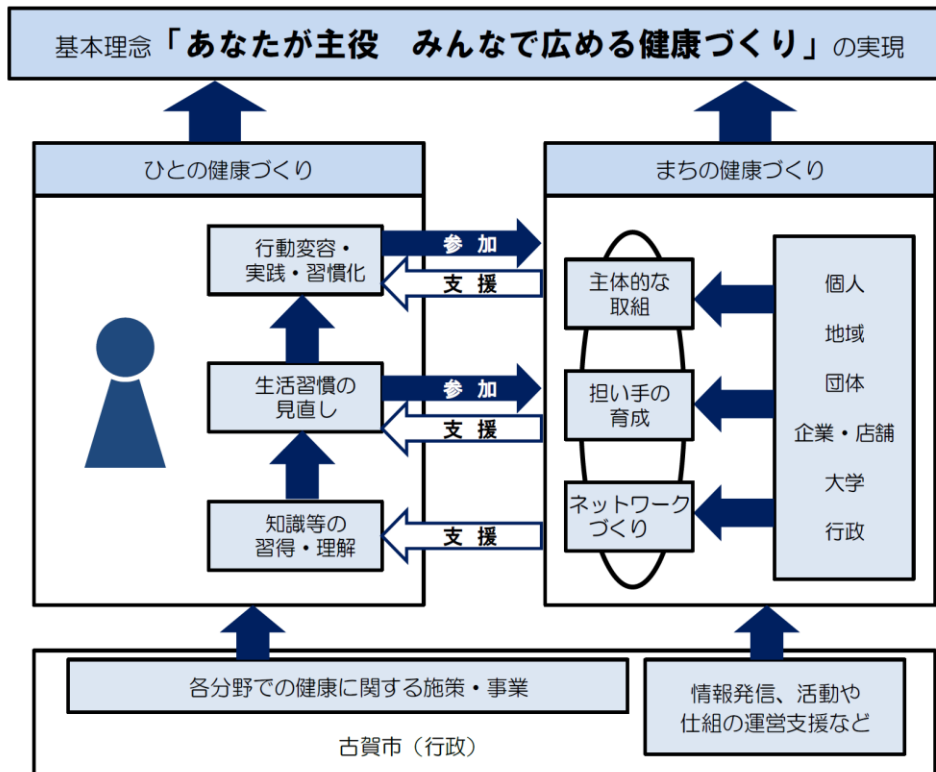 基本理念「あなたが主役　みんなで広める健康づくり」の実現
ひとの健康づくり
行動変容・
実践・習慣化
生活習慣の
見直し
知識等の
習得・理解
参 加
支 援
参 加
支 援
支 援
まちの健康づくり
主体的な
取組
担い手の
育成
ネットワーク
づくり
個人
地域
団体
企業・店舗
大学
行政
各分野での健康に関する施策・事業
情報発信、活動や
仕組の運営支援など
古賀市（行政）